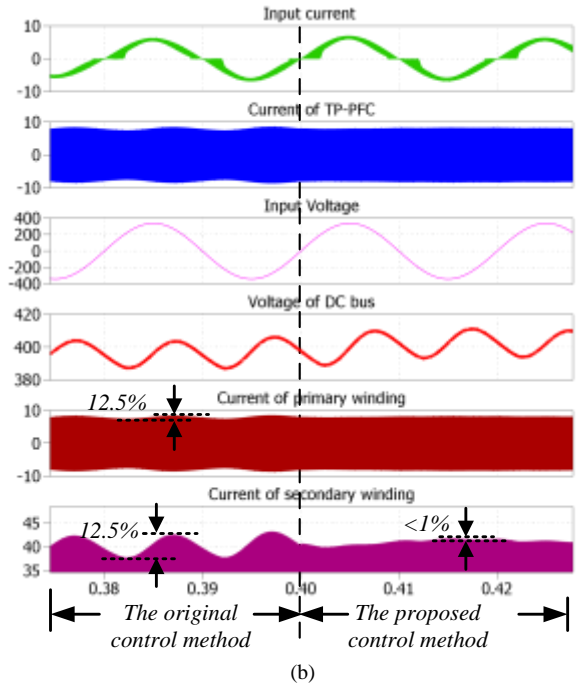 Input current
10
0
-10
Current of TP-PFC
10
0
-10
Input Voltage
400
200
0
-200
-400
Voltage of DC bus
420
400
380
Current of primary winding
12.5%
10
0
-10
Current of secondary winding
12.5%
<1%
45
40
35
0.38 0.39 0.40 0.41 0.42
The original The proposed
control method control method
(b)